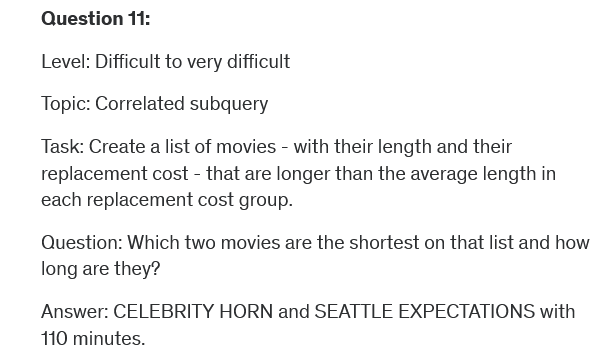 Question 11:
Level: Difficult to very difficult
Topic: Correlated subquery
Task: Create a list of movies - with their length and their
replacement cost - that are longer than the average length in
each replacement cost group.
Question: Which two movies are the shortest on that list and how
long are they?
Answer: CELEBRITY HORN and SEATTLE EXPECTATIONS with
110 minutes.